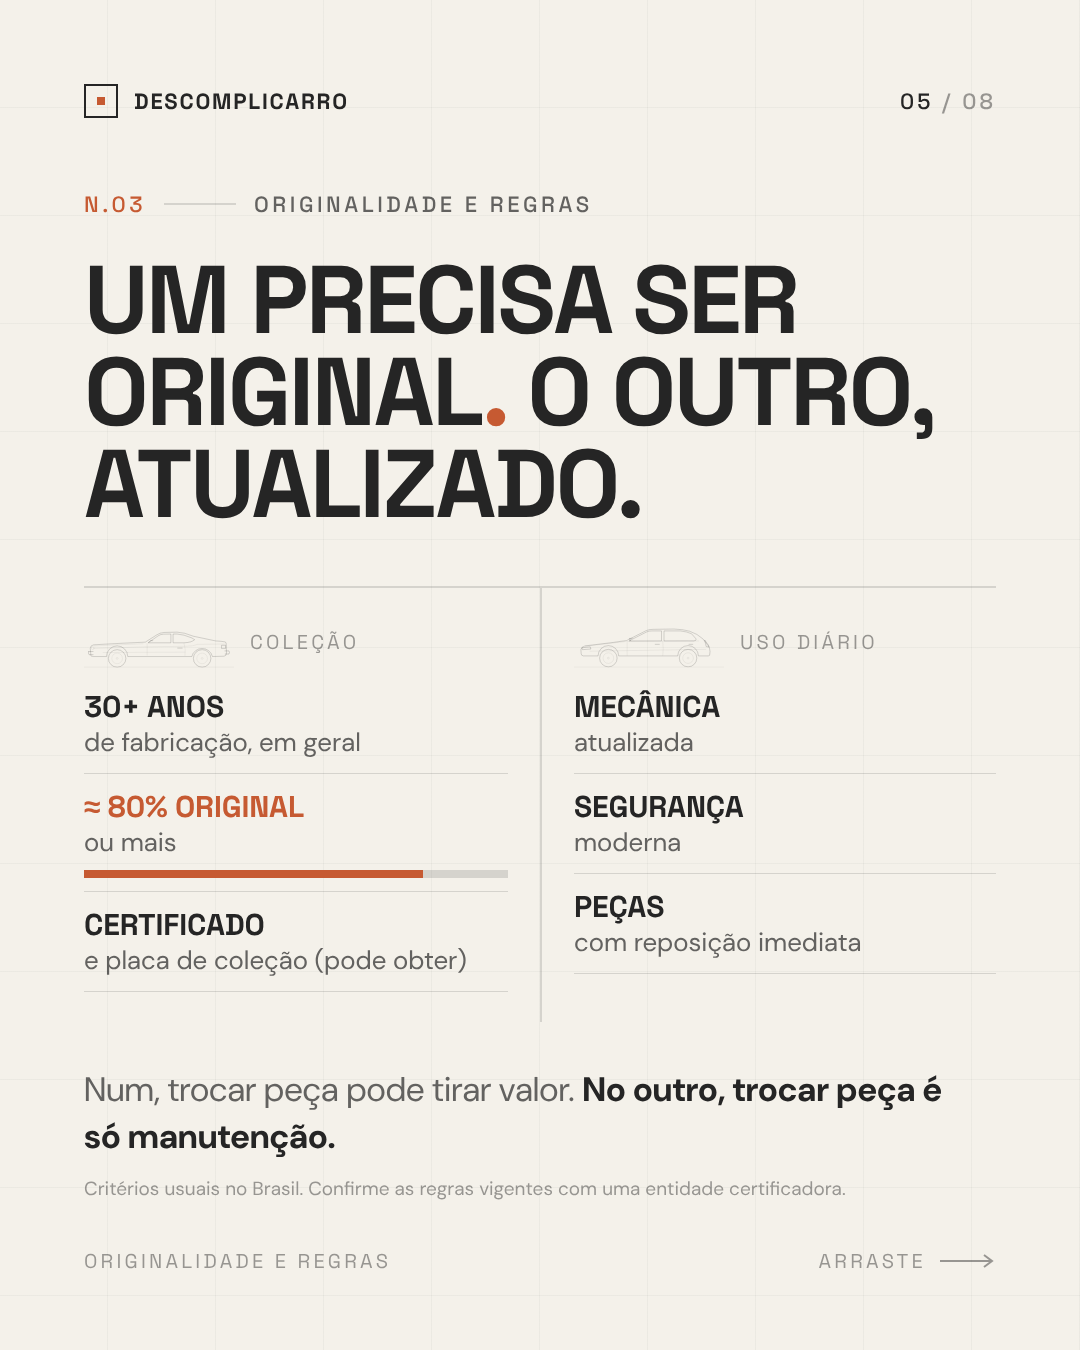 DESCOMPLICARRO
05 / 08
N.03
ORIGINALIDADE E REGRAS
UM PRECISA SER
ORIGINAL. O OUTRO,
ATUALIZADO.
COLEÇÃO
30+ ANOS
de fabricação, em geral
≈ 80% ORIGINAL
ou mais
CERTIFICADO
e placa de coleção (pode obter)
USO DIÁRIO
MECÂNICA
atualizada
SEGURANÇA
moderna
PEÇAS
com reposição imediata
Num, trocar peça pode tirar valor. No outro, trocar peça é
só manutenção.
Critérios usuais no Brasil. Confirme as regras vigentes com uma entidade certificadora.
ORIGINALIDADE E REGRAS
ARRASTE